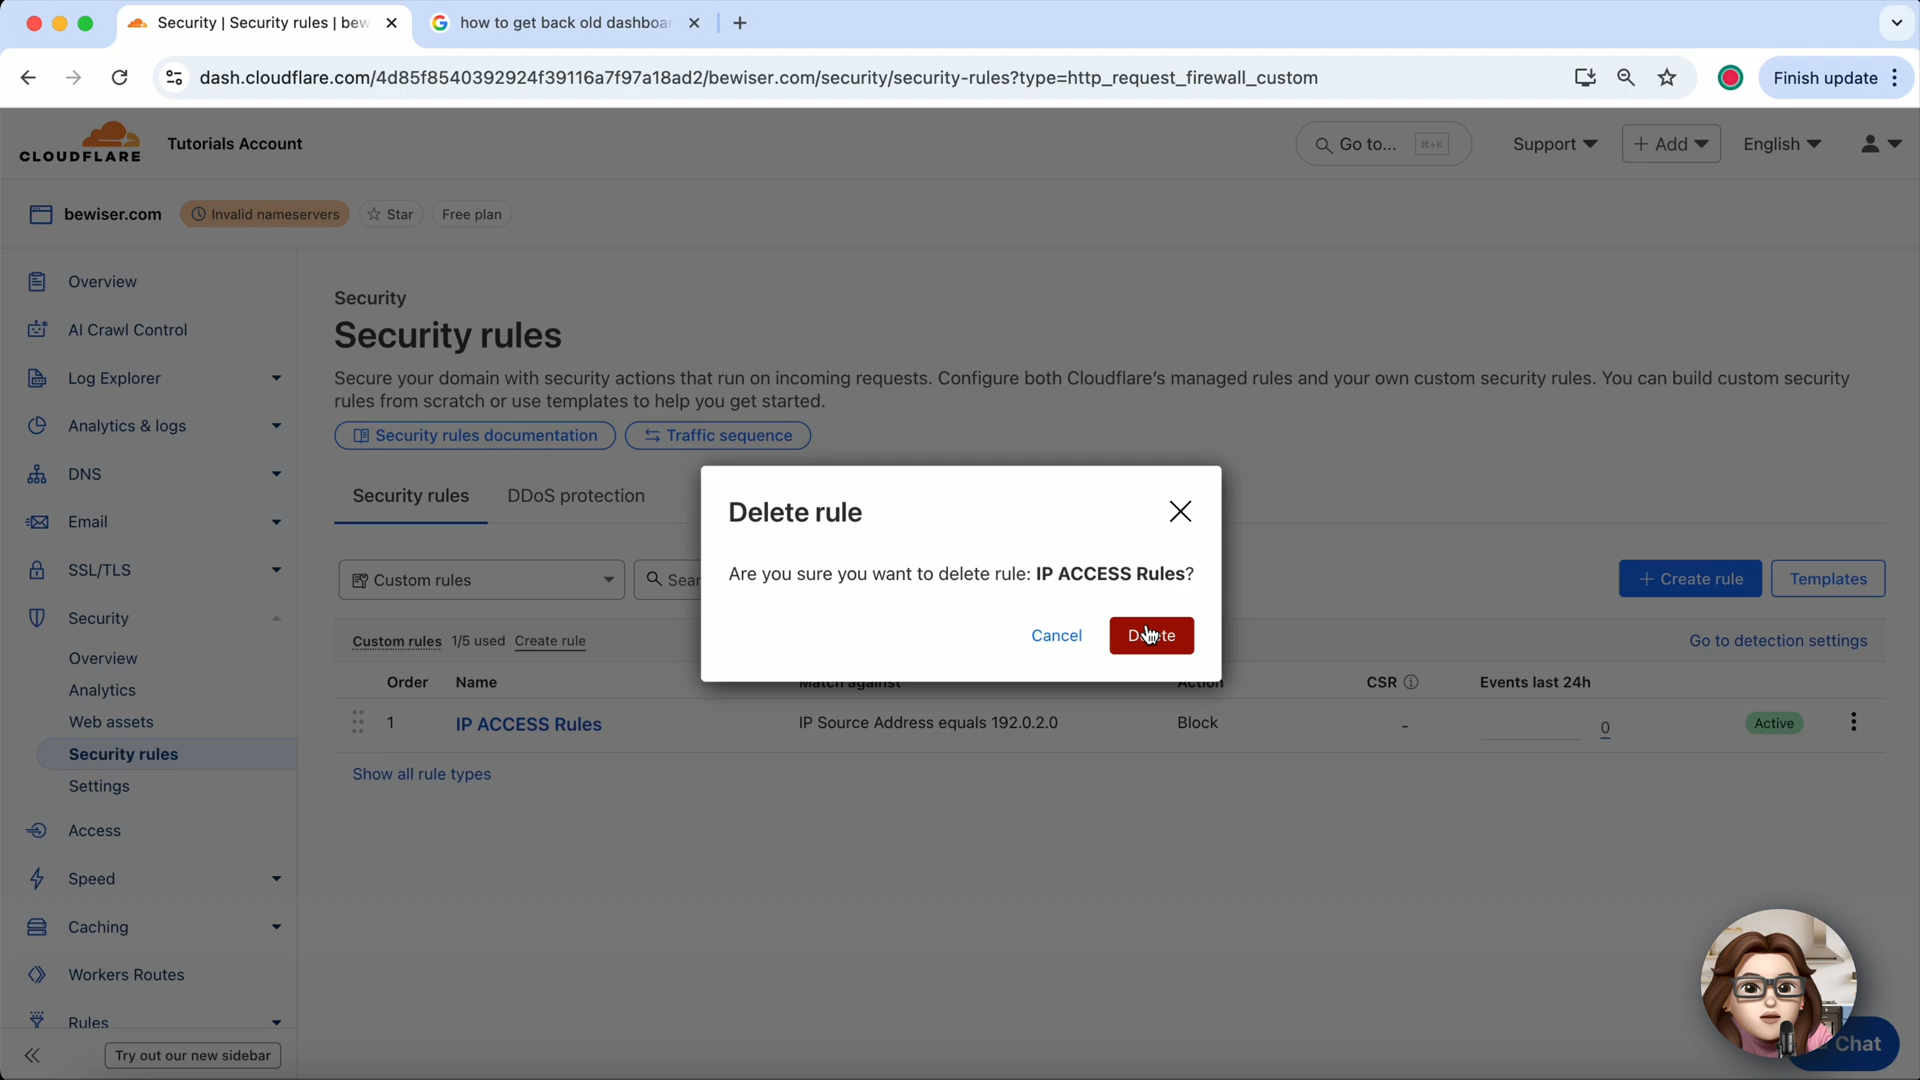 Security | Security rules | bew
how to get back old dashboa
dash.cloudflare.com/4d85f8540392924f39116a7f97a18ad2/bewiser.com/security/security-rules?type=http_request_firewall_custom
Finish update
CLOUDFLARE
Tutorials Account
Go to...
⌘+K
Support
+ Add
English
bewiser.com
Invalid nameservers
Star
Free plan
Overview
AI Crawl Control
Log Explorer
Analytics & logs
DNS
Email
SSL/TLS
Security
Overview
Analytics
Web assets
Security rules
Settings
Access
Speed
Caching
Workers Routes
Rules
Try out our new sidebar
Security
Security rules
Secure your domain with security actions that run on incoming requests. Configure both Cloudflare's managed rules and your own custom security rules. You can build custom security
rules from scratch or use templates to help you get started.
Security rules documentation
Traffic sequence
Security rules
DDoS protection
Custom rules
Sear
+ Create rule
Templates
Custom rules 1/5 used Create rule
Go to detection settings
Order
Name
Match against
Action
CSR
Events last 24h
1
IP ACCESS Rules
IP Source Address equals 192.0.2.0
Block
-
0
Active
Show all rule types
Delete rule
Are you sure you want to delete rule: IP ACCESS Rules?
Cancel
Chat